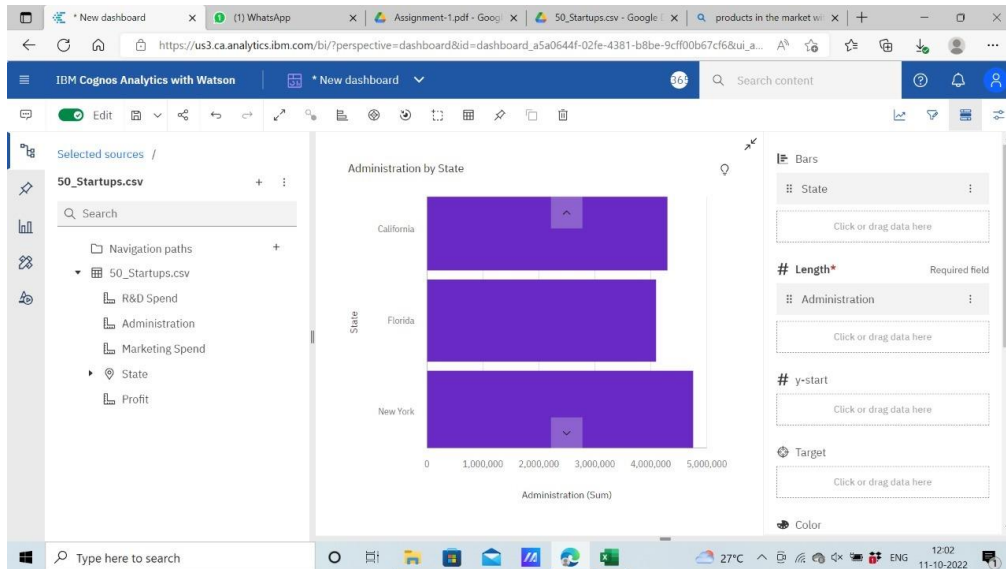 * New dashboard
(1) WhatsApp
Assignment-1.pdf - Googl
50_Startups.csv - Google
products in the market wi
https://us3.ca.analytics.ibm.com/bi/?perspective=dashboard&id=dashboard_a5a0644f-02fe-4381-b8be-9cff00b67cf6&ui_a...
IBM Cognos Analytics with Watson
* New dashboard
Search content
Edit
Selected sources /
50_Startups.csv
Search
Navigation paths
50_Startups.csv
R&D Spend
Administration
Marketing Spend
State
Profit
Administration by State
State
California
Florida
New York
0 1,000,000 2,000,000 3,000,000 4,000,000 5,000,000
Administration (Sum)
Bars
State
Click or drag data here
# Length* Required field
Administration
Click or drag data here
# y-start
Click or drag data here
Target
Click or drag data here
Color
Type here to search
27°C
ENG
12:02
11-10-2022